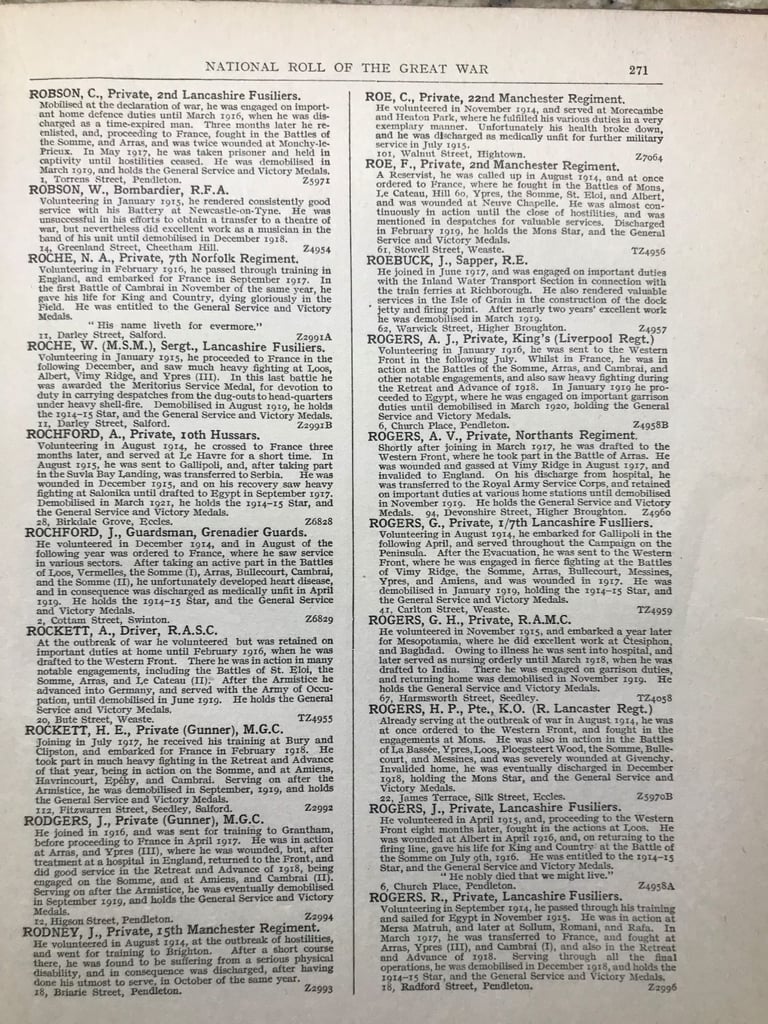 NATIONAL ROLL OF THE GREAT WAR 271
ROBSON, C., Private, 2nd Lancashire Fusiliers.
Mobilised at the declaration of war, he was engaged on import-
ant home defence duties until March 1916, when he was dis-
charged as a time-expired man. Three months later he re-
enlisted, and, proceeding to France, fought in the Battles of
the Somme, and Arras, and was twice wounded at Monchy-le-
Prieux. In May 1917, he was taken prisoner and held in
captivity until hostilities ceased. He was demobilised in
March 1919, and holds the General Service and Victory Medals.
1, Torrens Street, Pendleton. Z5971
ROBSON, W., Bombardier, R.F.A.
Volunteering in January 1915, he rendered consistently good
service with his Battery at Newcastle-on-Tyne. He was
unsuccessful in his efforts to obtain a transfer to a theatre of
war, but nevertheless did excellent work as a musician in the
band of his unit until demobilised in December 1918.
14, Greenland Street, Cheetham Hill. Z4954
ROCHE, N. A., Private, 7th Norfolk Regiment.
Volunteering in February 1916, he passed through training in
England, and embarked for France in September 1917. In
the first Battle of Cambrai in November of the same year, he
gave his life for King and Country, dying gloriously in the
Field. He was entitled to the General Service and Victory
Medals.
" His name liveth for evermore."
11, Darley Street, Salford. Z2991A
ROCHE, W. (M.S.M.), Sergt., Lancashire Fusiliers.
Volunteering in January 1915, he proceeded to France in the
following December, and saw much heavy fighting at Loos,
Albert, Vimy Ridge, and Ypres (III). In this last battle he
was awarded the Meritorius Service Medal, for devotion to
duty in carrying despatches from the dug-outs to head-quarters
under heavy shell-fire. Demobilised in August 1919, he holds
the 1914-15 Star, and the General Service and Victory Medals.
11, Darley Street, Salford. Z2991B
ROCHFORD, A., Private, 10th Hussars.
Volunteering in August 1914, he crossed to France three
months later, and served at Le Havre for a short time. In
August 1915, he was sent to Gallipoli, and, after taking part
in the Suvla Bay Landing, was transferred to Serbia. He was
wounded in December 1915, and on his recovery saw heavy
fighting at Salonika until drafted to Egypt in September 1917.
Demobilised in March 1921, he holds the 1914-15 Star, and
the General Service and Victory Medals.
28, Birkdale Grove, Eccles. Z6828
ROCHFORD, J., Guardsman, Grenadier Guards.
He volunteered in December 1914, and in August of the
following year was ordered to France, where he saw service
in various sectors. After taking an active part in the Battles
of Loos, Vermelles, the Somme (I), Arras, Bullecourt, Cambrai,
and the Somme (II), he unfortunately developed heart disease,
and in consequence was discharged as medically unfit in April
1919. He holds the 1914-15 Star, and the General Service
and Victory Medals.
2, Cottam Street, Swinton. Z6829
ROCKETT, A., Driver, R.A.S.C.
At the outbreak of war he volunteered but was retained on
important duties at home until February 1916, when he was
drafted to the Western Front. There he was in action in many
notable engagements, including the Battles of St. Eloi, the
Somme, Arras, and Le Cateau (II). After the Armistice he
advanced into Germany, and served with the Army of Occu-
pation, until demobilised in June 1919. He holds the General
Service and Victory Medals.
20, Bute Street, Weaste. TZ4955
ROCKETT, H. E., Private (Gunner), M.G.C.
Joining in July 1917, he received his training at Bury and
Clipston, and embarked for France in February 1918. He
took part in much heavy fighting in the Retreat and Advance
of that year, being in action on the Somme, and at Amiens,
Havrincourt, Epéhy, and Cambrai. Serving on after the
Armistice, he was demobilised in September, 1919, and holds
the General Service and Victory Medals.
112, Fitzwarren Street, Seedley, Salford. Z2992
RODGERS, J., Private (Gunner), M.G.C.
He joined in 1916, and was sent for training to Grantham,
before proceeding to France in April 1917. He was in action
at Arras, and Ypres (III), where he was wounded, but, after
treatment at a hospital in England, returned to the Front, and
did good service in the Retreat and Advance of 1918, being
engaged on the Somme, and at Amiens, and Cambrai (II).
Serving on after the Armistice, he was eventually demobilised
in September 1919, and holds the General Service and Victory
Medals.
12, Higson Street, Pendleton. Z2994
RODNEY, J., Private, 15th Manchester Regiment.
He volunteered in August 1914, at the outbreak of hostilities,
and went for training to Brighton. After a short course
there, he was found to be suffering from a serious physical
disability, and in consequence was discharged, after having
done his utmost to serve, in October of the same year.
18, Briarie Street, Pendleton. Z2993
ROE, C., Private, 22nd Manchester Regiment.
He volunteered in November 1914, and served at Morecambe
and Heaton Park, where he fulfilled his various duties in a very
exemplary manner. Unfortunately his health broke down,
and he was discharged as medically unfit for further military
service in July 1915.
101, Walnut Street, Hightown. Z7064
ROE, F., Private, 2nd Manchester Regiment.
A Reservist, he was called up in August 1914, and at once
ordered to France, where he fought in the Battles of Mons,
Le Cateau, Hill 60, Ypres, the Somme, St. Eloi, and Albert,
and was wounded at Neuve Chapelle. He was almost con-
tinuously in action until the close of hostilities, and was
mentioned in despatches for valuable services. Discharged
in February 1919, he holds the Mons Star, and the General
Service and Victory Medals.
61, Stowell Street, Weaste. TZ4956
ROEBUCK, J., Sapper, R.E.
He joined in June 1917, and was engaged on important duties
with the Inland Water Transport Section in connection with
the train ferries at Richborough. He also rendered valuable
services in the Isle of Grain in the construction of the dock
jetty and firing point. After nearly two years' excellent work
he was demobilised in March 1919.
62, Warwick Street, Higher Broughton. Z4957
ROGERS, A. J., Private, King's (Liverpool Regt.)
Volunteering in January 1916, he was sent to the Western
Front in the following July. Whilst in France, he was in
action at the Battles of the Somme, Arras, and Cambrai, and
other notable engagements, and also saw heavy fighting during
the Retreat and Advance of 1918. In January 1919 he pro-
ceeded to Egypt, where he was engaged on important garrison
duties until demobilised in March 1920, holding the General
Service and Victory Medals.
6, Church Place, Pendleton. Z4958B
ROGERS, A. V., Private, Northants Regiment.
Shortly after joining in March 1917, he was drafted to the
Western Front, where he took part in the Battle of Arras. He
was wounded and gassed at Vimy Ridge in August 1917, and
invalided to England. On his discharge from hospital, he
was transferred to the Royal Army Service Corps, and retained
on important duties at various home stations until demobilised
in November 1919. He holds the General Service and Victory
Medals. 94, Devonshire Street, Higher Broughton. Z4960
ROGERS, G., Private, 1/7th Lancashire Fusiliers.
Volunteering in August 1914, he embarked for Gallipoli in the
following April, and served throughout the Campaign on the
Peninsula. After the Evacuation, he was sent to the Western
Front, where he was engaged in fierce fighting at the Battles
of Vimy Ridge, the Somme, Arras, Bullecourt, Messines,
Ypres, and Amiens, and was wounded in 1917. He was
demobilised in January 1919, holding the 1914-15 Star, and
the General Service and Victory Medals.
41, Carlton Street, Weaste. TZ4959
ROGERS, G. H., Private, R.A.M.C.
He volunteered in November 1915, and embarked a year later
for Mesopotamia, where he did excellent work at Ctesiphon,
and Baghdad. Owing to illness he was sent into hospital, and
later served as nursing orderly until March 1918, when he was
drafted to India. There he was engaged on garrison duties,
and returning home was demobilised in November 1919. He
holds the General Service and Victory Medals.
67, Harmsworth Street, Seedley. TZ4058
ROGERS, H. P., Pte., K.O. (R. Lancaster Regt.)
Already serving at the outbreak of war in August 1914, he was
at once ordered to the Western Front, and fought in the
engagements at Mons. He was also in action in the Battles
of La Bassée, Ypres, Loos, Ploegsteert Wood, the Somme, Bulle-
court, and Messines, and was severely wounded at Givenchy.
Invalided home, he was eventually discharged in December
1918, holding the Mons Star, and the General Service and
Victory Medals.
22, James Terrace, Silk Street, Eccles. Z5970B
ROGERS, J., Private, Lancashire Fusiliers.
He volunteered in April 1915, and, proceeding to the Western
Front eight months later, fought in the actions at Loos. He
was wounded at Albert in April 1916, and, on returning to the
firing line, gave his life for King and Country at the Battle of
the Somme on July 9th, 1916. He was entitled to the 1914-15
Star, and the General Service and Victory Medals.
" He nobly died that we might live."
6, Church Place, Pendleton. Z4958A
ROGERS. R., Private, Lancashire Fusiliers.
Volunteering in September 1914, he passed through his training
and sailed for Egypt in November 1915. He was in action at
Mersa Matruh, and later at Sollum, Romani, and Rafa. In
March 1917, he was transferred to France, and fought at
Arras, Ypres (III), and Cambrai (I), and also in the Retreat
and Advance of 1918. Serving through all the final
operations, he was demobilised in December 1918, and holds the
1914-15 Star, and the General Service and Victory Medals.
18, Radford Street, Pendleton. Z2996